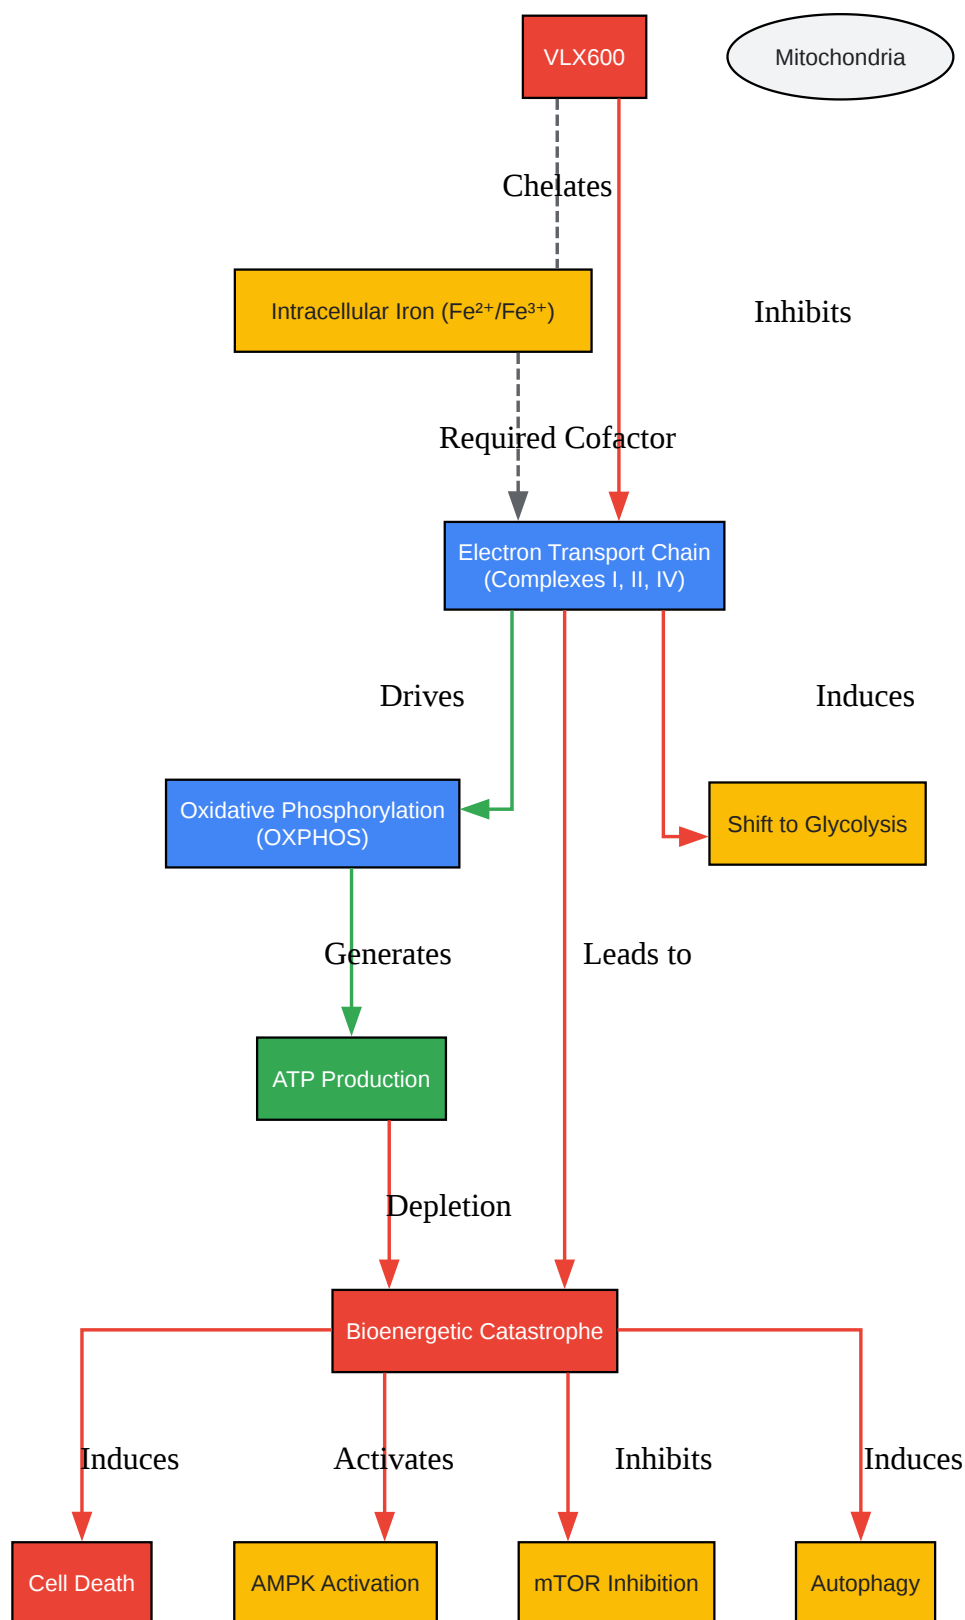 VLX600
Mitochondria
Chelates
Intracellular Iron (Fe²⁺/Fe³⁺)
Inhibits
Required Cofactor
Electron Transport Chain
(Complexes I, II, IV)
Drives
Induces
Oxidative Phosphorylation
(OXPHOS)
Shift to Glycolysis
Generates
Leads to
ATP Production
Depletion
Bioenergetic Catastrophe
Induces
Activates
Inhibits
Induces
Cell Death
AMPK Activation
mTOR Inhibition
Autophagy